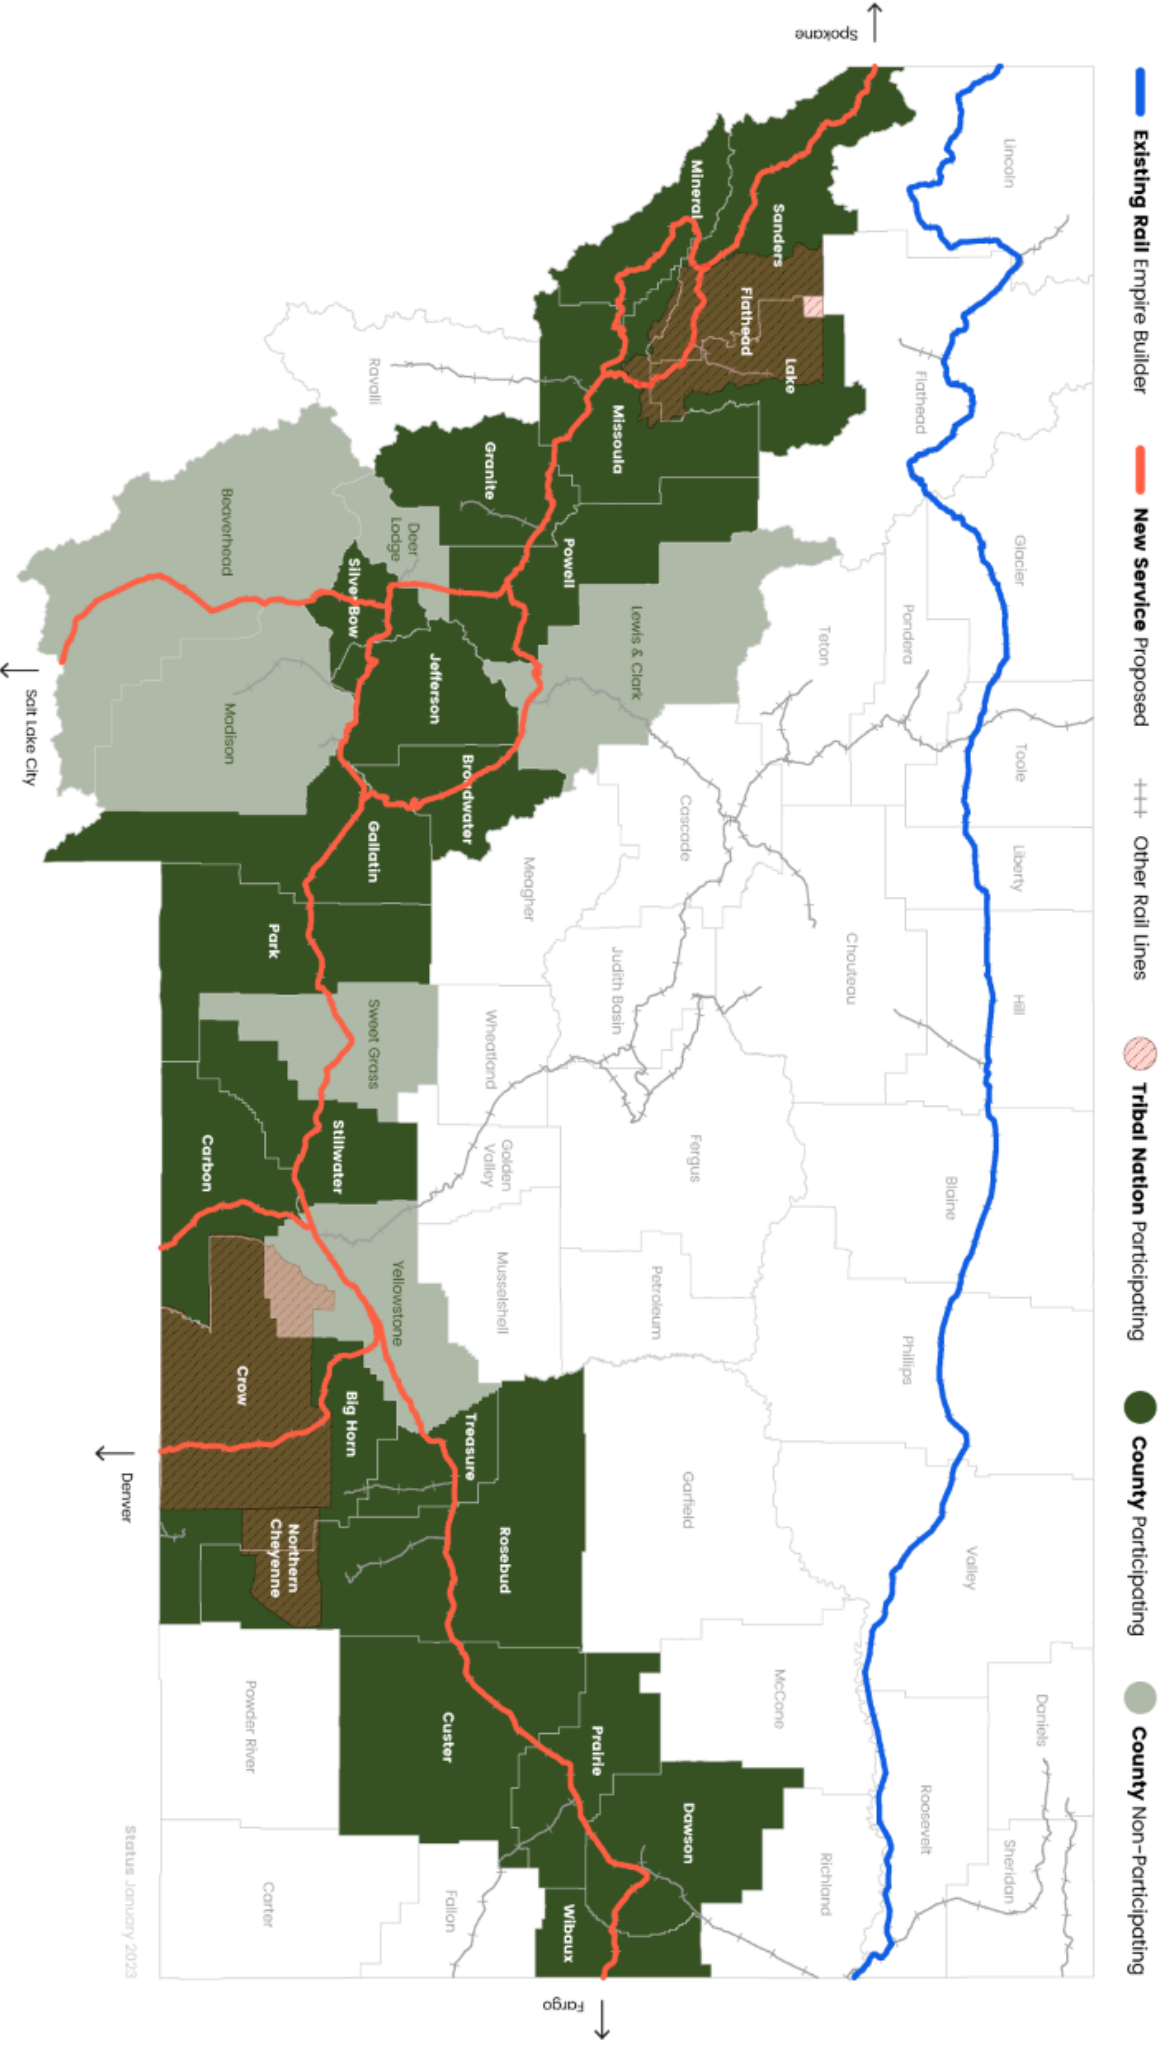 Existing Rail Empire Builder
New Service Proposed
Other Rail Lines
Tribal Nation Participating
County Participating
County Non-Participating
Spokane
Lincoln
Flathead
Glacier
Toole
Liberty
Hill
Blaine
Phillips
Valley
Daniels
Sheridan
Roosevelt
Pondera
Teton
Chouteau
Cascade
Judith Basin
Fergus
Petroleum
Garfield
McCone
Richland
Sanders
Mineral
Flathead
Lake
Missoula
Powell
Lewis & Clark
Granite
Ravalli
Deer
Lodge
Silver Bow
Jefferson
Broadwater
Meagher
Wheatland
Golden
Valley
Musselshell
Treasure
Rosebud
Custer
Prairie
Dawson
Wibaux
Fallon
Beaverhead
Madison
Gallatin
Park
Sweet Grass
Stillwater
Carbon
Yellowstone
Big Horn
Crow
Northern
Cheyenne
Powder River
Carter
Fargo
Salt Lake City
Denver
Status January 2023